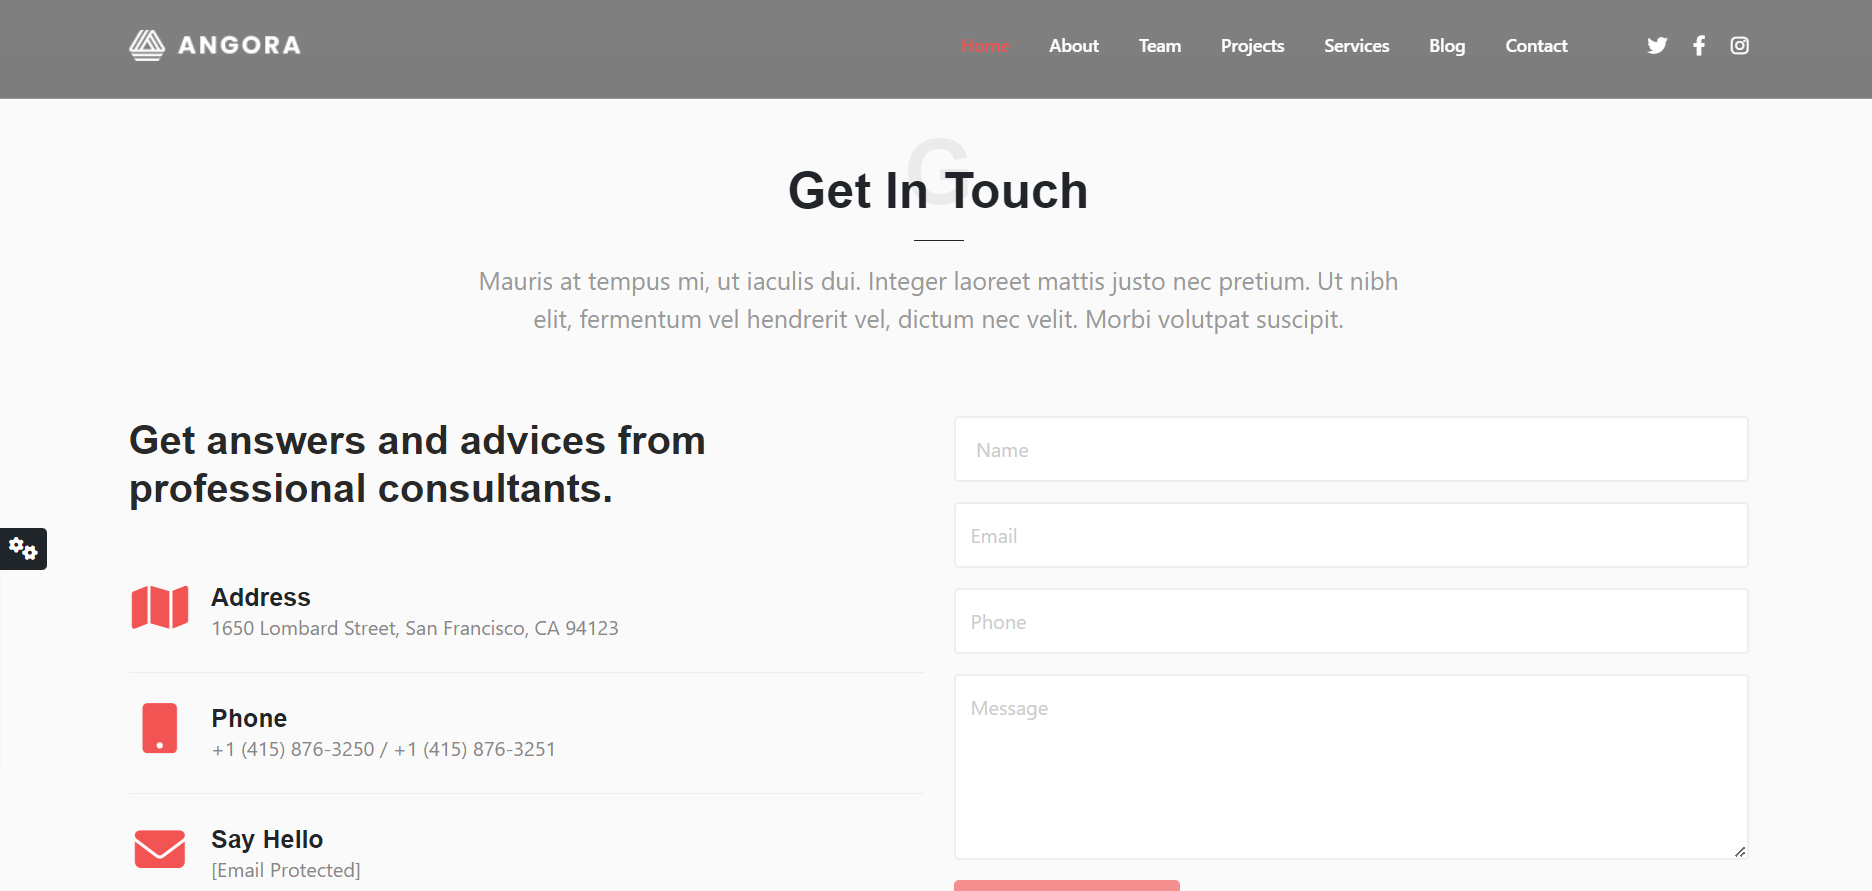 ANGORA
Home About Team Projects Services Blog Contact
G
Get In Touch
Mauris at tempus mi, ut iaculis dui. Integer laoreet mattis justo nec pretium. Ut nibh
elit, fermentum vel hendrerit vel, dictum nec velit. Morbi volutpat suscipit.
Get answers and advices from
professional consultants.
Address
1650 Lombard Street, San Francisco, CA 94123
Phone
+1 (415) 876-3250 / +1 (415) 876-3251
Say Hello
[Email Protected]
Name
Email
Phone
Message